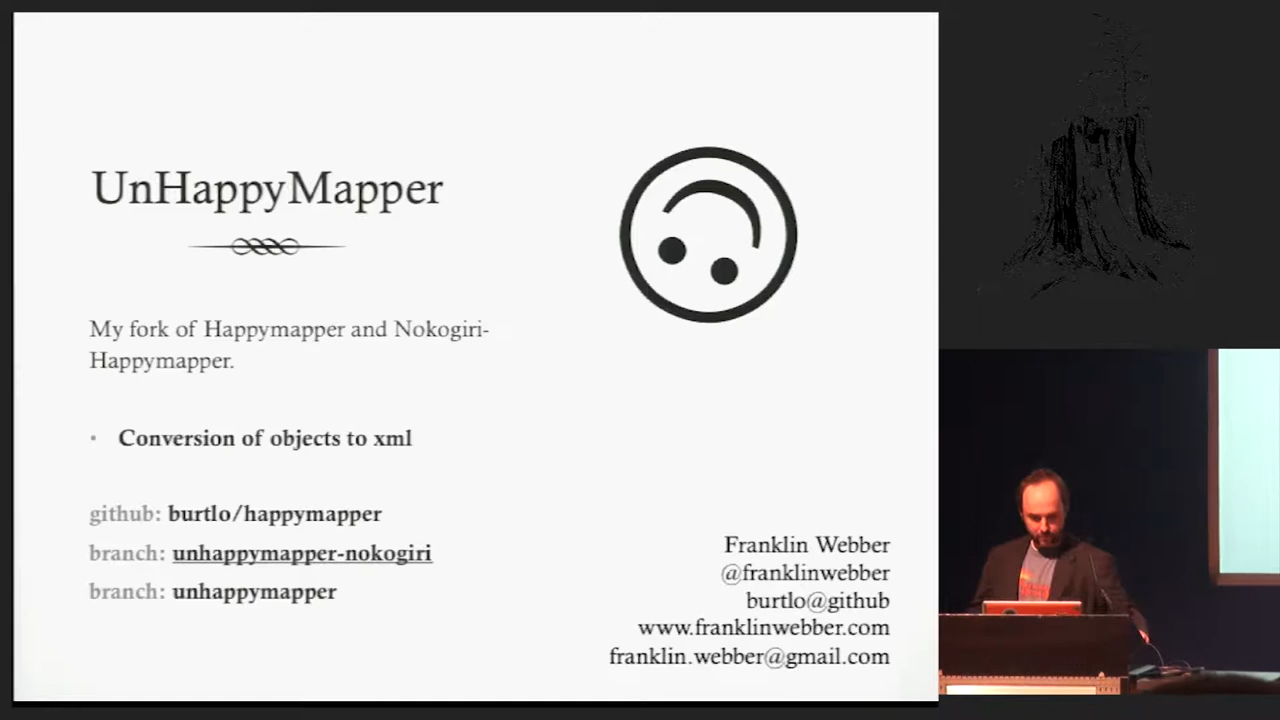 UnHappyMapper
My fork of Happymapper and Nokogiri-
Happymapper.
• Conversion of objects to xml
github: burtlo/happymapper
branch: unhappymapper-nokogiri
branch: unhappymapper
Franklin Webber
@franklinwebber
burtlo@github
www.franklinwebber.com
franklin.webber@gmail.com